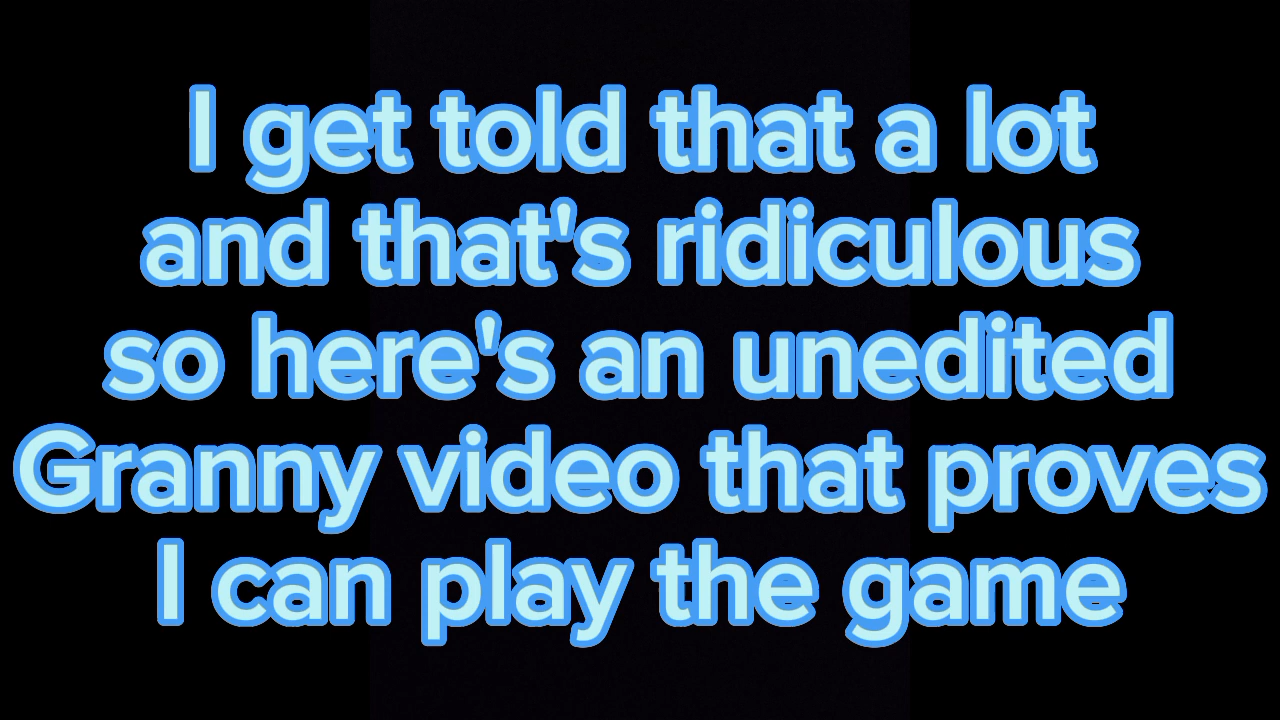 I get told that a lot
and that's ridiculous
so here's an unedited
Granny video that proves
I can play the game